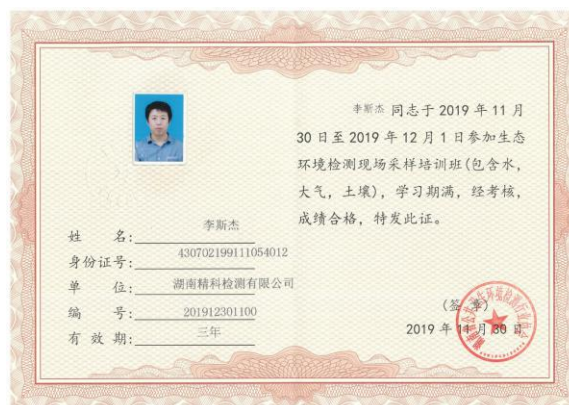 李斯杰 同志于 2019 年 11 月
30 日至 2019 年 12 月 1 日参加生态
环境检测现场采样培训班(包含水,
大气,土壤),学习期满,经考核,
成绩合格,特发此证。
姓 名: 李斯杰
身份证号: 430702199111054012
单 位: 湖南精科检测有限公司
编 号: 201912301100
有 效 期: 三年
(签 章)
2019 年 11 月 30 日